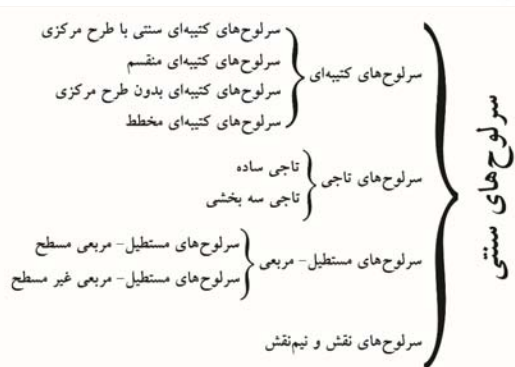 سرلوح‌های سنتی
سرلوح‌های کتیبه‌ای
سرلوح‌های کتیبه‌ای سنتی با طرح مرکزی
سرلوح‌های کتیبه‌ای منقسم
سرلوح‌های کتیبه‌ای بدون طرح مرکزی
سرلوح‌های کتیبه‌ای مخطط
سرلوح‌های تاجی
تاجی ساده
تاجی سه بخشی
سرلوح‌های مستطیل- مربعی
سرلوح‌های مستطیل- مربعی مسطح
سرلوح‌های مستطیل- مربعی غیر مسطح
سرلوح‌های نقش و نیم‌نقش